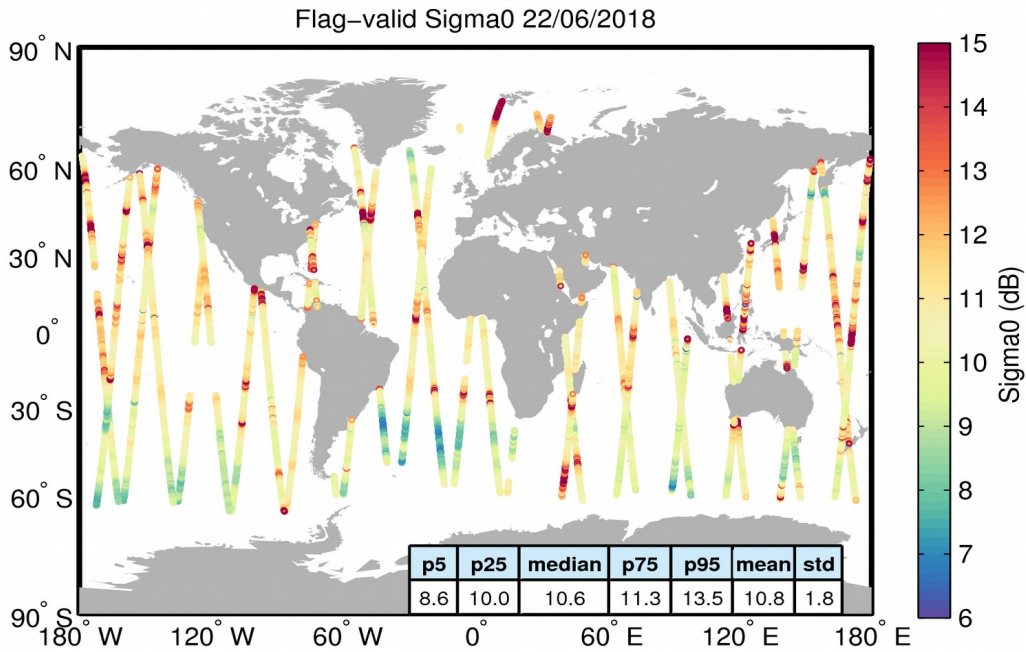 Flag-valid Sigma0 22/06/2018
90° N
60° N
30° N
0°
30° S
60° S
90° S
180° W
120° W
60° W
0°
60° E
120° E
180° E
p5 p25 median p75 p95 mean std
8.6 10.0 10.6 11.3 13.5 10.8 1.8
15
14
13
12
11
10
9
8
7
6
Sigma0 (dB)